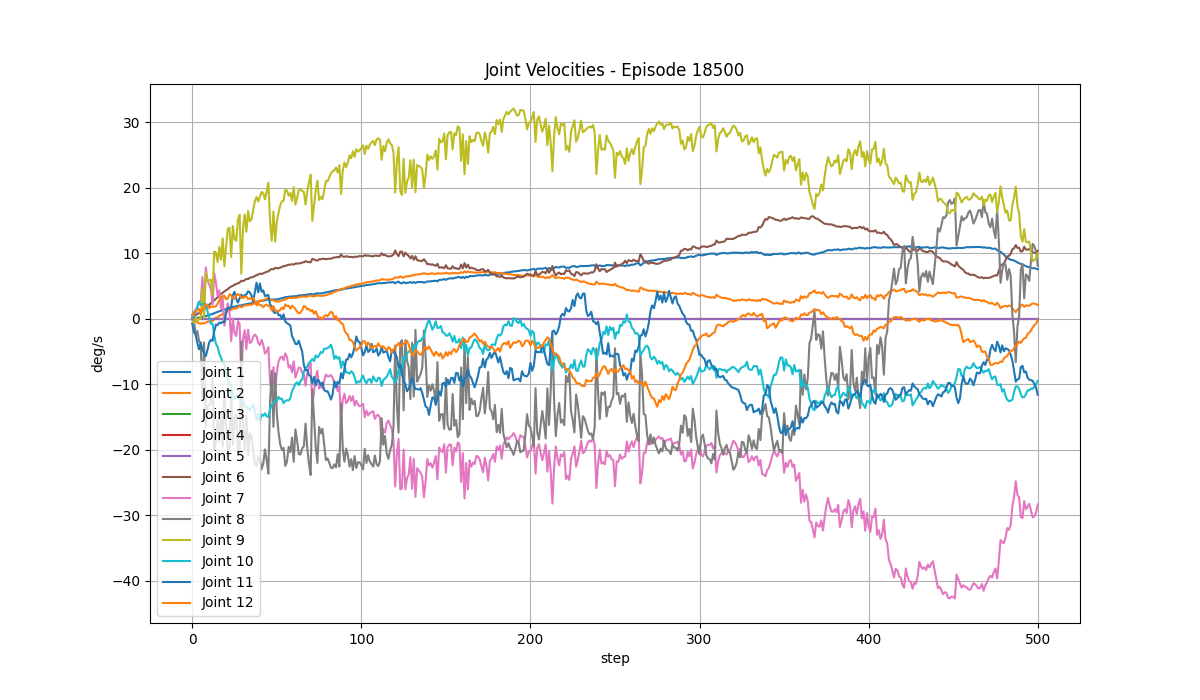 Joint Velocities - Episode 18500
deg/s
30
20
10
0
−10
−20
−30
−40
Joint 1
Joint 2
Joint 3
Joint 4
Joint 5
Joint 6
Joint 7
Joint 8
Joint 9
Joint 10
Joint 11
Joint 12
0 100 200 300 400 500
step